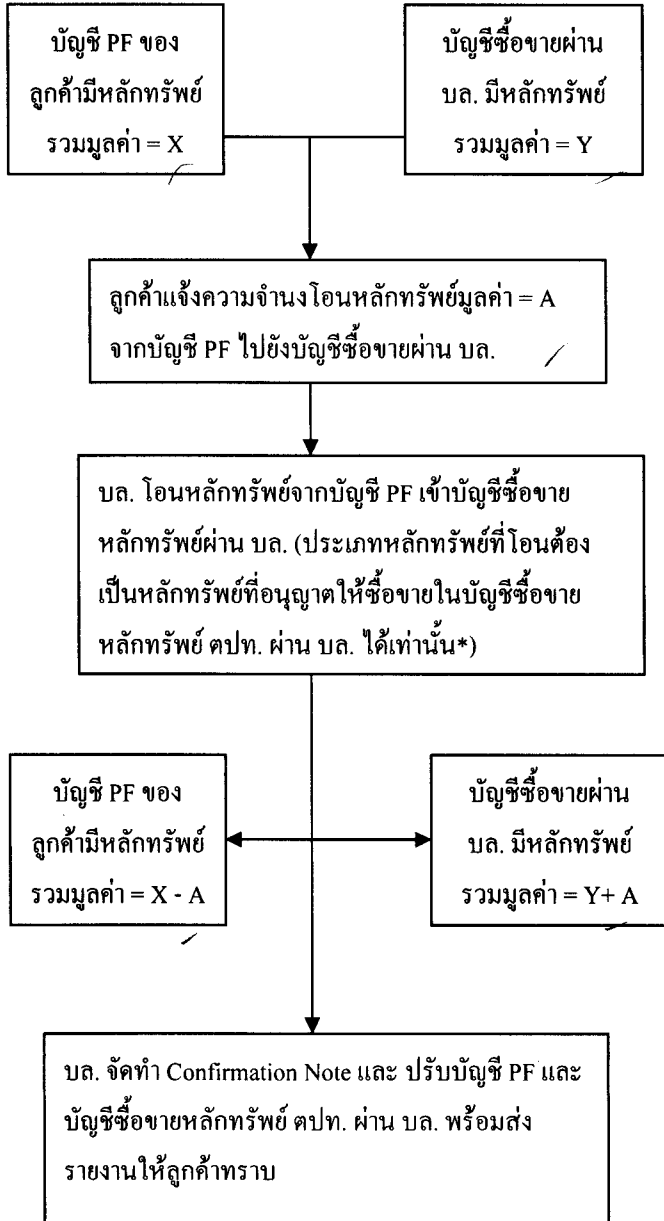 บัญชี PF ของ
ลูกค้ามีหลักทรัพย์
รวมมูลค่า = X
บัญชีซื้อขายผ่าน
บล. มีหลักทรัพย์
รวมมูลค่า = Y
ลูกค้าแจ้งความจำนงโอนหลักทรัพย์มูลค่า = A
จากบัญชี PF ไปยังบัญชีซื้อขายผ่าน บล.
บล. โอนหลักทรัพย์จากบัญชี PF เข้าบัญชีซื้อขาย
หลักทรัพย์ผ่าน บล. (ประเภทหลักทรัพย์ที่โอนต้อง
เป็นหลักทรัพย์ที่อนุญาตให้ซื้อขายในบัญชีซื้อขาย
หลักทรัพย์ ตปท. ผ่าน บล. ได้เท่านั้น*)
บัญชี PF ของ
ลูกค้ามีหลักทรัพย์
รวมมูลค่า = X - A
บัญชีซื้อขายผ่าน
บล. มีหลักทรัพย์
รวมมูลค่า = Y+ A
บล. จัดทำ Confirmation Note และ ปรับบัญชี PF และ
บัญชีซื้อขายหลักทรัพย์ ตปท. ผ่าน บล. พร้อมส่ง
รายงานให้ลูกค้าทราบ